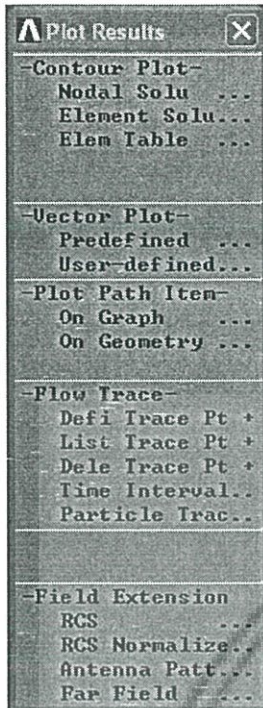 Plot Results
-Contour Plot-
Nodal Solu ...
Element Solu...
Elem Table ...
-Vector Plot-
Predefined ...
User-defined...
-Plot Path Item-
On Graph ...
On Geometry ...
-Flow Trace-
Defi Trace Pt +
List Trace Pt +
Dele Trace Pt +
Time Interval..
Particle Trac..
-Field Extension
RCS ...
RCS Normalize..
Antenna Patt...
Far Field ...